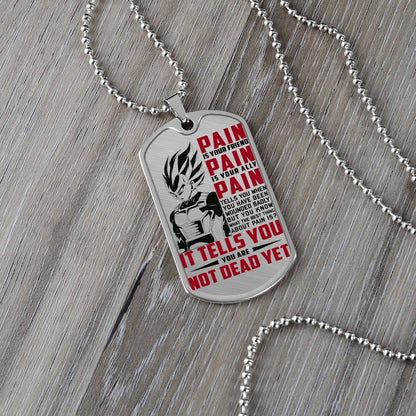 PAIN
IS YOUR FRIEND
PAIN
IS YOUR ALLY
PAIN
TELLS YOU WHEN
YOU HAVE BEEN
WOUNDED BADLY
BUT YOU KNOW
WHAT THE BEST THING
ABOUT PAIN IS?
IT TELLS YOU
YOU ARE
NOT DEAD YET